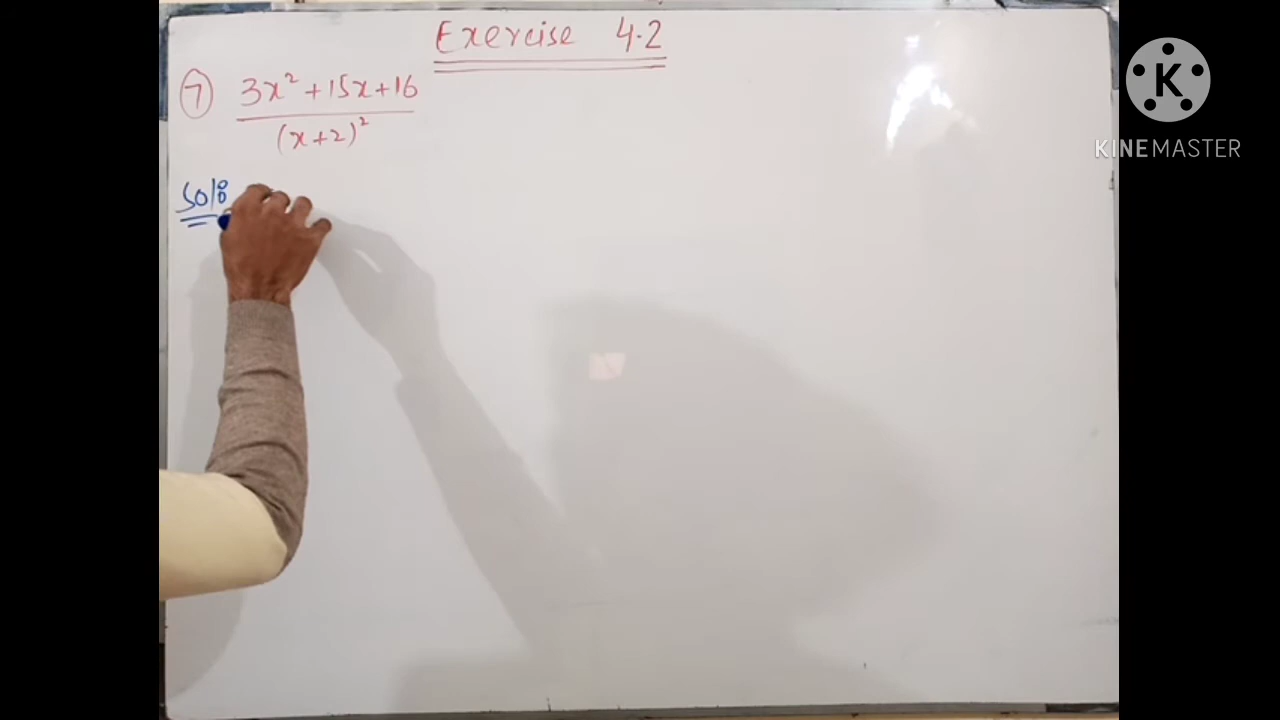 Exercise 4.2
⑦ 3x² + 15x + 16
(x + 2)²
Sol:
K
KINEMASTER